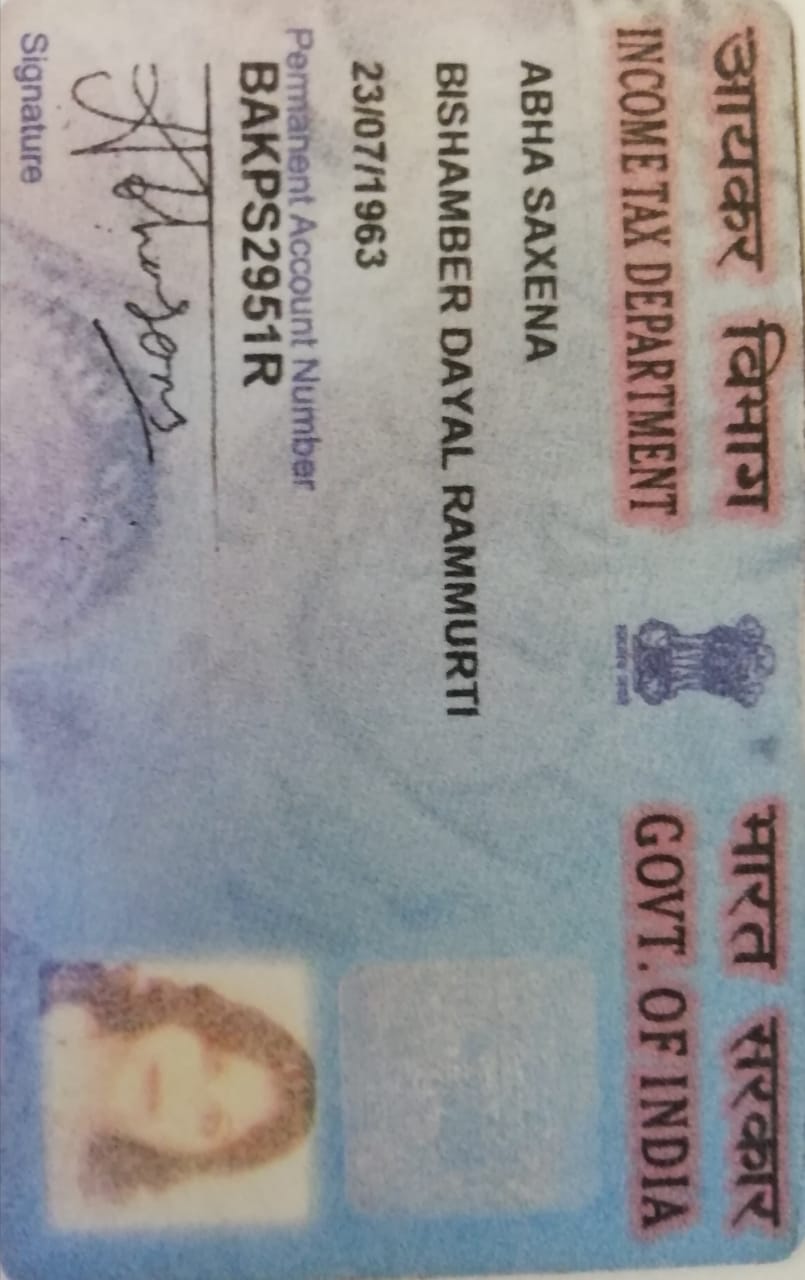 आयकर विभाग
भारत सरकार
INCOME TAX DEPARTMENT
GOVT. OF INDIA
सत्यमेव जयते
ABHA SAXENA
BISHAMBER DAYAL RAMMURTI
23/07/1963
Permanent Account Number
BAKPS2951R
Signature